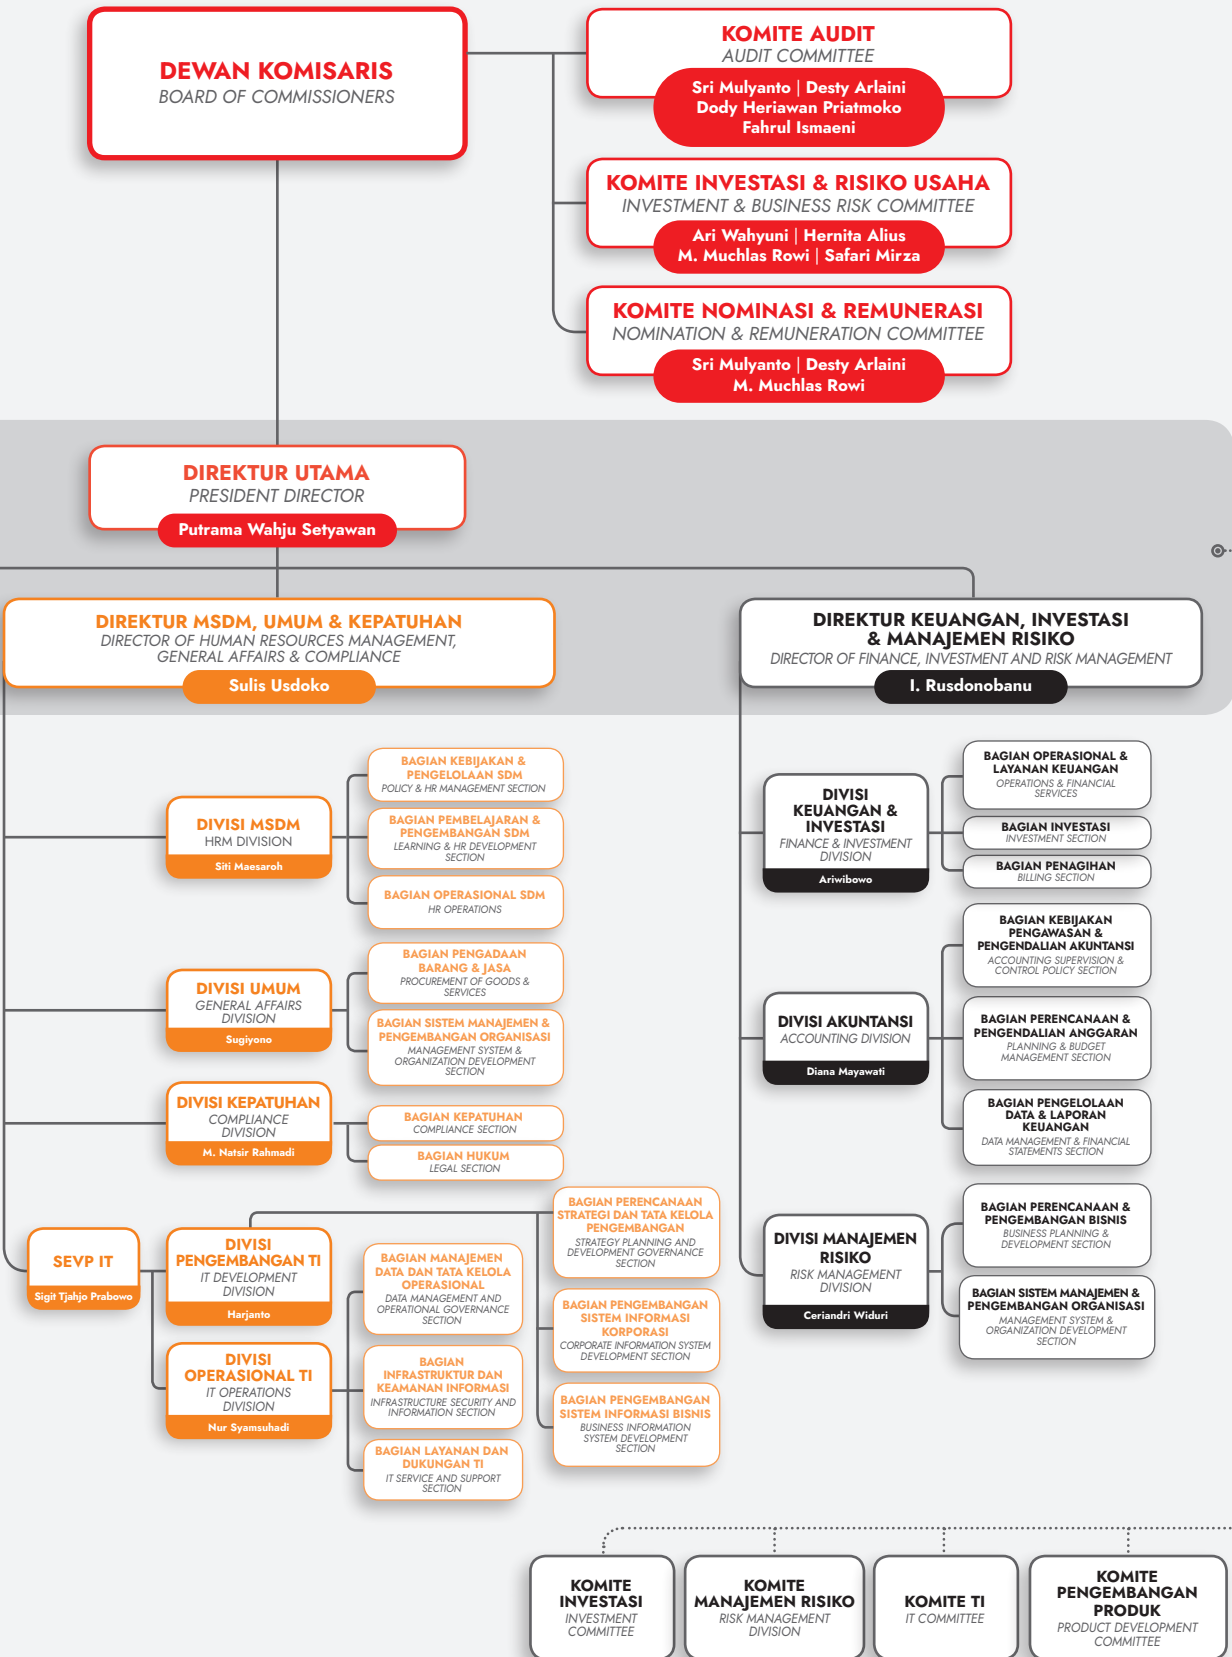 DEWAN KOMISARIS
BOARD OF COMMISSIONERS
KOMITE AUDIT
AUDIT COMMITTEE
Sri Mulyanto | Desty Arlaini
Dody Heriawan Priatmoko
Fahrul Ismaeni
KOMITE INVESTASI & RISIKO USAHA
INVESTMENT & BUSINESS RISK COMMITTEE
Ari Wahyuni | Hernita Alius
M. Muchlas Rowi | Safari Mirza
KOMITE NOMINASI & REMUNERASI
NOMINATION & REMUNERATION COMMITTEE
Sri Mulyanto | Desty Arlaini
M. Muchlas Rowi
DIREKTUR UTAMA
PRESIDENT DIRECTOR
Putrama Wahju Setyawan
DIREKTUR MSDM, UMUM & KEPATUHAN
DIRECTOR OF HUMAN RESOURCES MANAGEMENT,
GENERAL AFFAIRS & COMPLIANCE
Sulis Usdoko
DIREKTUR KEUANGAN, INVESTASI
& MANAJEMEN RISIKO
DIRECTOR OF FINANCE, INVESTMENT AND RISK MANAGEMENT
I. Rusdonobanu
DIVISI MSDM
HRM DIVISION
Siti Maesaroh
BAGIAN KEBIJAKAN &
PENGELOLAAN SDM
POLICY & HR MANAGEMENT SECTION
BAGIAN PEMBELAJARAN &
PENGEMBANGAN SDM
LEARNING & HR DEVELOPMENT
SECTION
BAGIAN OPERASIONAL SDM
HR OPERATIONS
DIVISI UMUM
GENERAL AFFAIRS
DIVISION
Sugiyono
BAGIAN PENGADAAN
BARANG & JASA
PROCUREMENT OF GOODS &
SERVICES
BAGIAN SISTEM MANAJEMEN &
PENGEMBANGAN ORGANISASI
MANAGEMENT SYSTEM &
ORGANIZATION DEVELOPMENT
SECTION
DIVISI KEPATUHAN
COMPLIANCE
DIVISION
M. Natsir Rahmadi
BAGIAN KEPATUHAN
COMPLIANCE SECTION
BAGIAN HUKUM
LEGAL SECTION
SEVP IT
Sigit Tjahjo Prabowo
DIVISI
PENGEMBANGAN TI
IT DEVELOPMENT
DIVISION
Harjanto
DIVISI
OPERASIONAL TI
IT OPERATIONS
DIVISION
Nur Syamsuhadi
BAGIAN MANAJEMEN
DATA DAN TATA KELOLA
OPERASIONAL
DATA MANAGEMENT AND
OPERATIONAL GOVERNANCE
SECTION
BAGIAN
INFRASTRUKTUR DAN
KEAMANAN INFORMASI
INFRASTRUCTURE SECURITY AND
INFORMATION SECTION
BAGIAN LAYANAN DAN
DUKUNGAN TI
IT SERVICE AND SUPPORT
SECTION
BAGIAN PERENCANAAN
STRATEGI DAN TATA KELOLA
PENGEMBANGAN
STRATEGY PLANNING AND
DEVELOPMENT GOVERNANCE
SECTION
BAGIAN PENGEMBANGAN
SISTEM INFORMASI
KORPORASI
CORPORATE INFORMATION SYSTEM
DEVELOPMENT SECTION
BAGIAN PENGEMBANGAN
SISTEM INFORMASI BISNIS
BUSINESS INFORMATION
SYSTEM DEVELOPMENT
SECTION
DIVISI
KEUANGAN &
INVESTASI
FINANCE & INVESTMENT
DIVISION
Ariwibowo
BAGIAN OPERASIONAL &
LAYANAN KEUANGAN
OPERATIONS & FINANCIAL
SERVICES
BAGIAN INVESTASI
INVESTMENT SECTION
BAGIAN PENAGIHAN
BILLING SECTION
DIVISI AKUNTANSI
ACCOUNTING DIVISION
Diana Mayawati
BAGIAN KEBIJAKAN
PENGAWASAN &
PENGENDALIAN AKUNTANSI
ACCOUNTING SUPERVISION &
CONTROL POLICY SECTION
BAGIAN PERENCANAAN &
PENGENDALIAN ANGGARAN
PLANNING & BUDGET
MANAGEMENT SECTION
BAGIAN PENGELOLAAN
DATA & LAPORAN
KEUANGAN
DATA MANAGEMENT & FINANCIAL
STATEMENTS SECTION
DIVISI MANAJEMEN
RISIKO
RISK MANAGEMENT
DIVISION
Ceriandri Widuri
BAGIAN PERENCANAAN &
PENGEMBANGAN BISNIS
BUSINESS PLANNING &
DEVELOPMENT SECTION
BAGIAN SISTEM MANAJEMEN &
PENGEMBANGAN ORGANISASI
MANAGEMENT SYSTEM &
ORGANIZATION DEVELOPMENT
SECTION
KOMITE
INVESTASI
INVESTMENT
COMMITTEE
KOMITE
MANAJEMEN RISIKO
RISK MANAGEMENT
DIVISION
KOMITE TI
IT COMMITTEE
KOMITE
PENGEMBANGAN
PRODUK
PRODUCT DEVELOPMENT
COMMITTEE